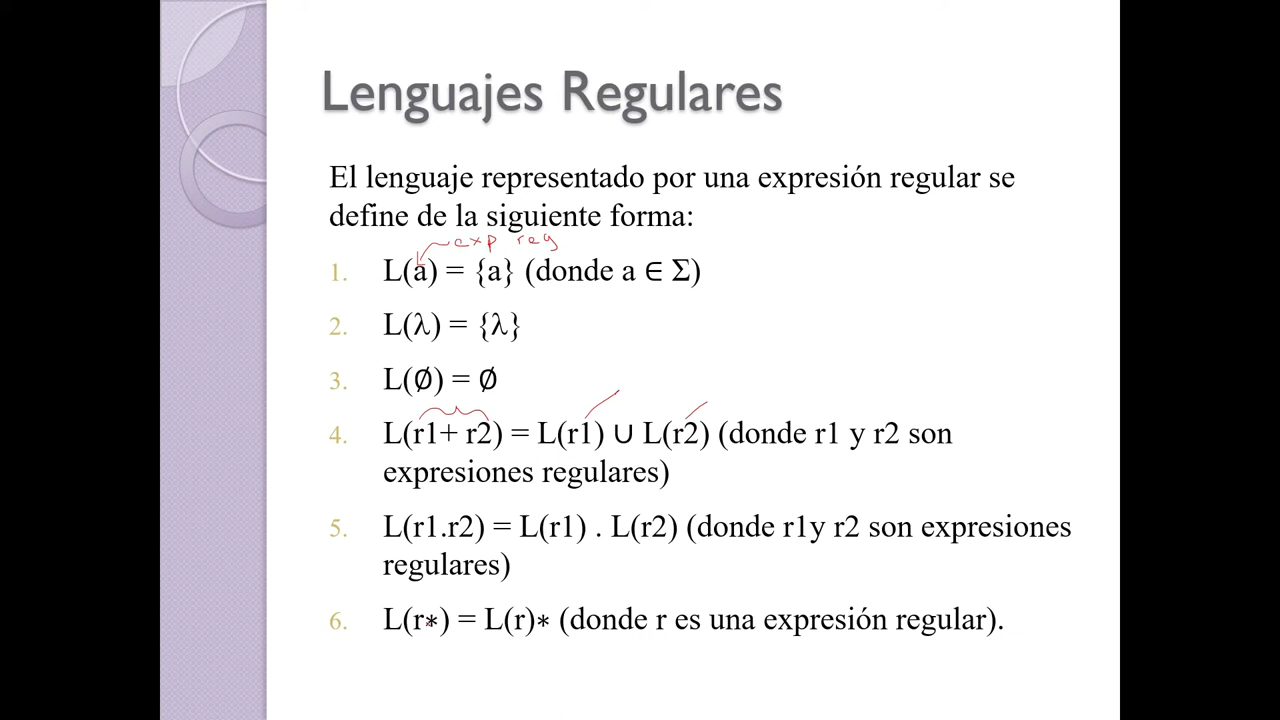 Lenguajes Regulares
El lenguaje representado por una expresión regular se
define de la siguiente forma:
exp reg
1. L(a) = {a} (donde a ∈ Σ)
2. L(λ) = {λ}
3. L(∅) = ∅
4. L(r1+ r2) = L(r1) ∪ L(r2) (donde r1 y r2 son
expresiones regulares)
5. L(r1.r2) = L(r1) . L(r2) (donde r1y r2 son expresiones
regulares)
6. L(r∗) = L(r)∗ (donde r es una expresión regular).